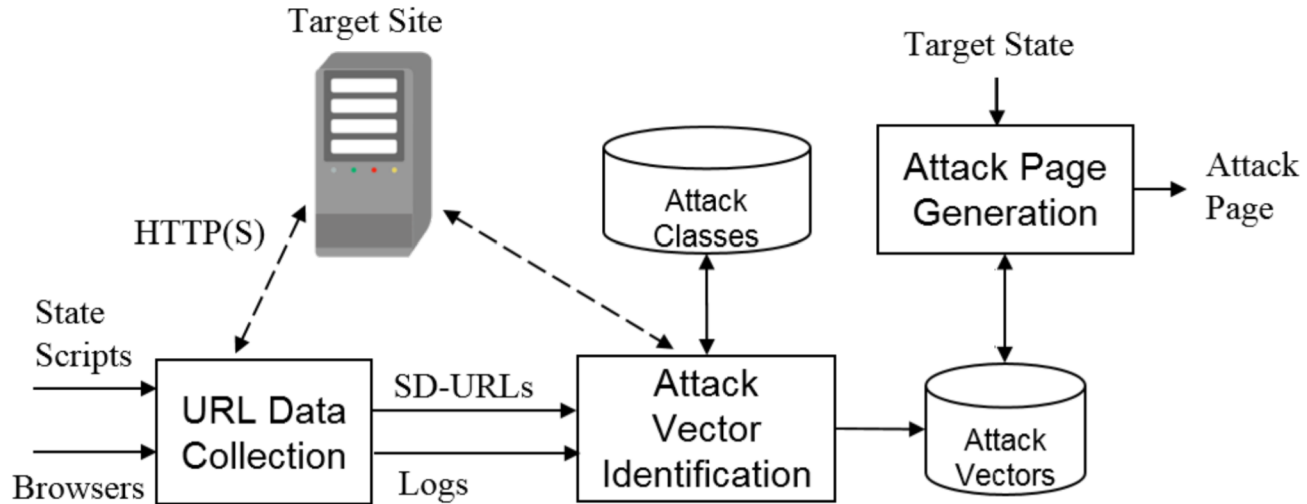 Target Site
Target State
Attack Page
Generation
Attack
Page
Attack
Classes
HTTP(S)
State
Scripts
URL Data
Collection
Browsers
SD-URLs
Logs
Attack
Vector
Identification
Attack
Vectors